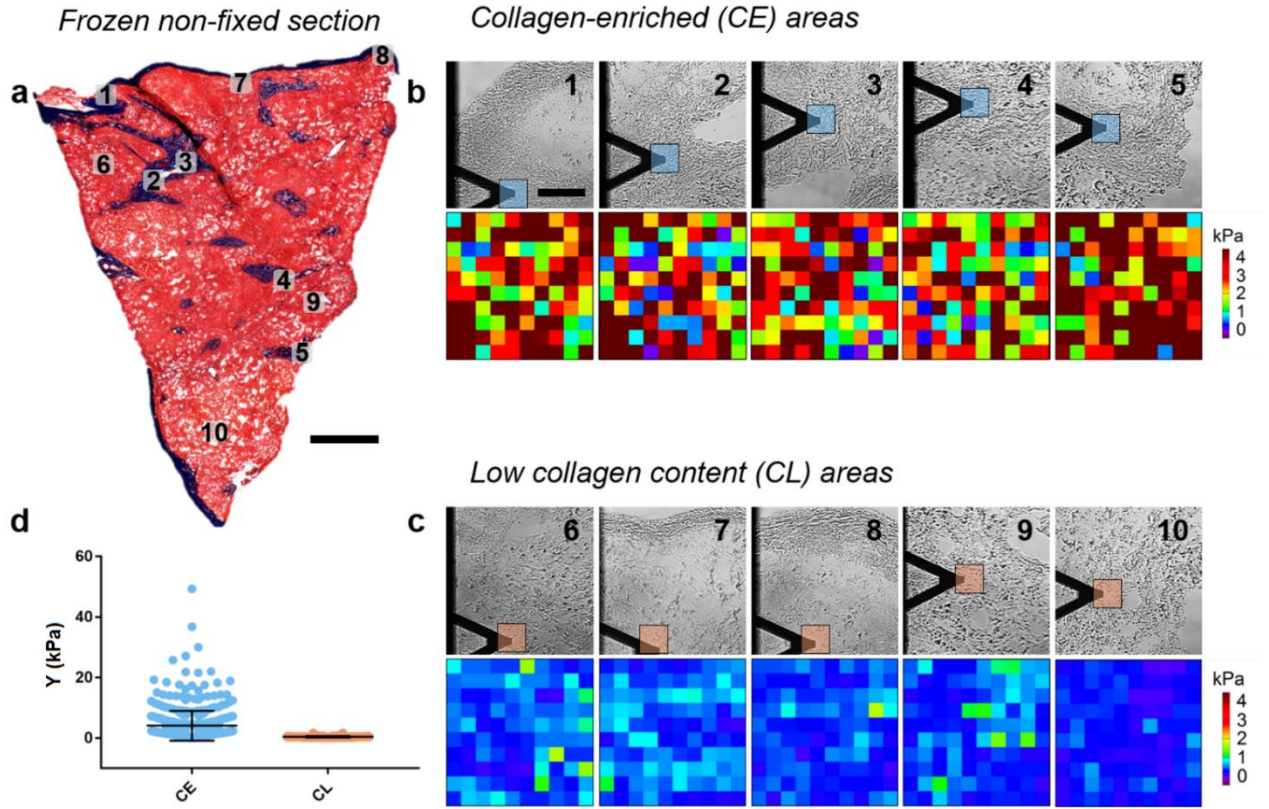 Frozen non-fixed section
Collagen-enriched (CE) areas
a
1
2
3
4
5
6
7
8
9
10
b
1
2
3
4
5
kPa
4
3
2
1
0
Low collagen content (CL) areas
d
Y (kPa)
60
40
20
0
CE
CL
c
6
7
8
9
10
kPa
4
3
2
1
0